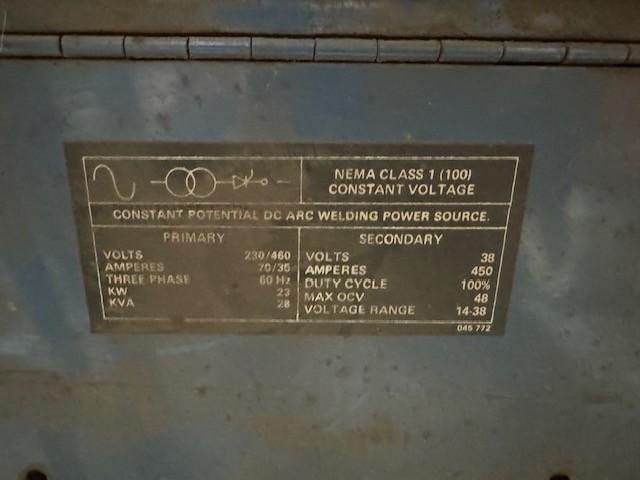 NEMA CLASS 1 (100)
CONSTANT VOLTAGE
CONSTANT POTENTIAL DC ARC WELDING POWER SOURCE.
PRIMARY
VOLTS 230/460
AMPERES 70/35
THREE PHASE 60 Hz
KW 23
KVA 28
SECONDARY
VOLTS 38
AMPERES 450
DUTY CYCLE 100%
MAX OCV 48
VOLTAGE RANGE 14-38
045 772